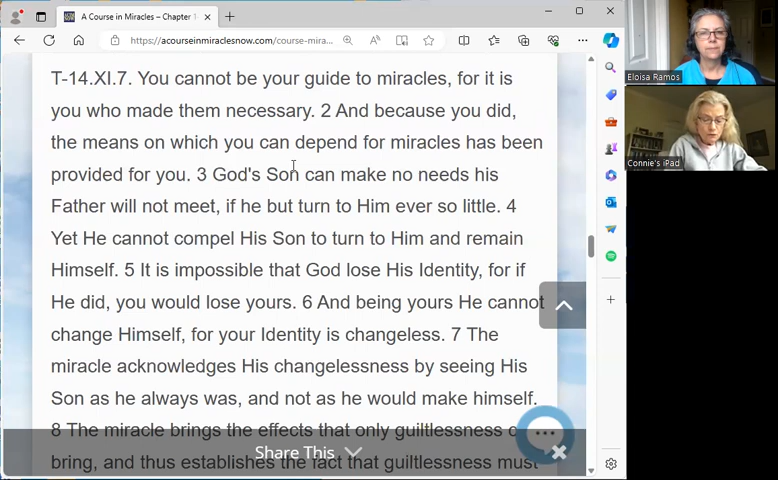 A Course in Miracles – Chapter 1
https://acourseinmiraclesnow.com/course-mira...
T-14.XI.7. You cannot be your guide to miracles, for it is
you who made them necessary. 2 And because you did,
the means on which you can depend for miracles has been
provided for you. 3 God's Son can make no needs his
Father will not meet, if he but turn to Him ever so little. 4
Yet He cannot compel His Son to turn to Him and remain
Himself. 5 It is impossible that God lose His Identity, for if
He did, you would lose yours. 6 And being yours He cannot
change Himself, for your Identity is changeless. 7 The
miracle acknowledges His changelessness by seeing His
Son as he always was, and not as he would make himself.
8 The miracle brings the effects that only guiltlessness
bring, and thus establishes the fact that guiltlessness must
Share This
Eloisa Ramos
Connie's iPad